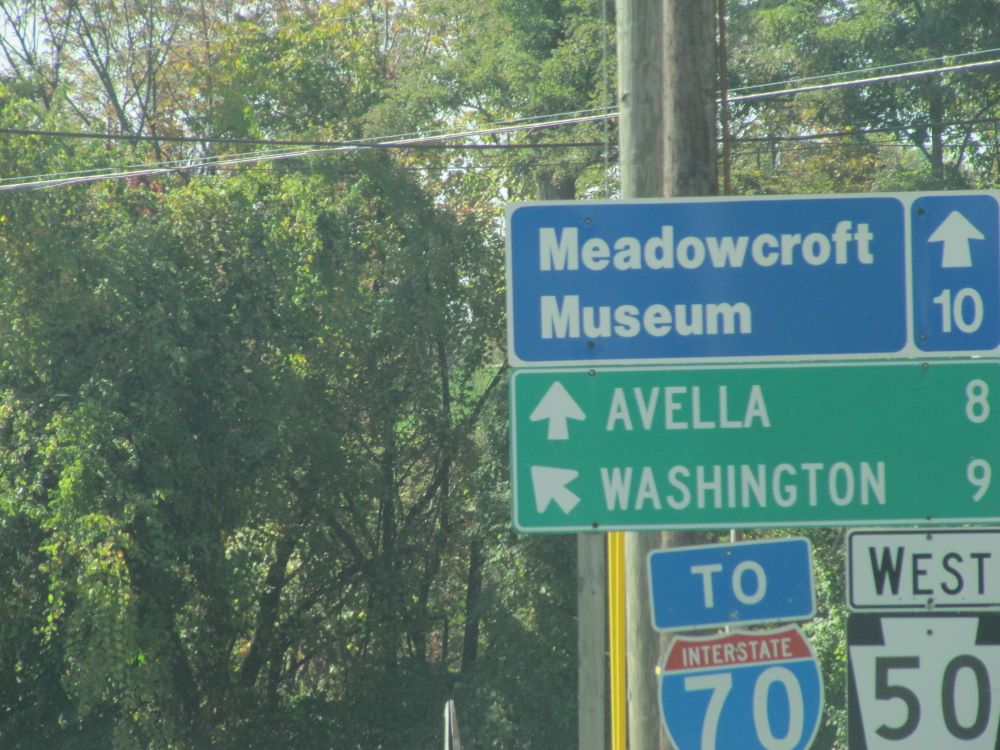 Meadowcroft
Museum
10
AVELLA 8
WASHINGTON 9
TO
INTERSTATE
70
WEST
50